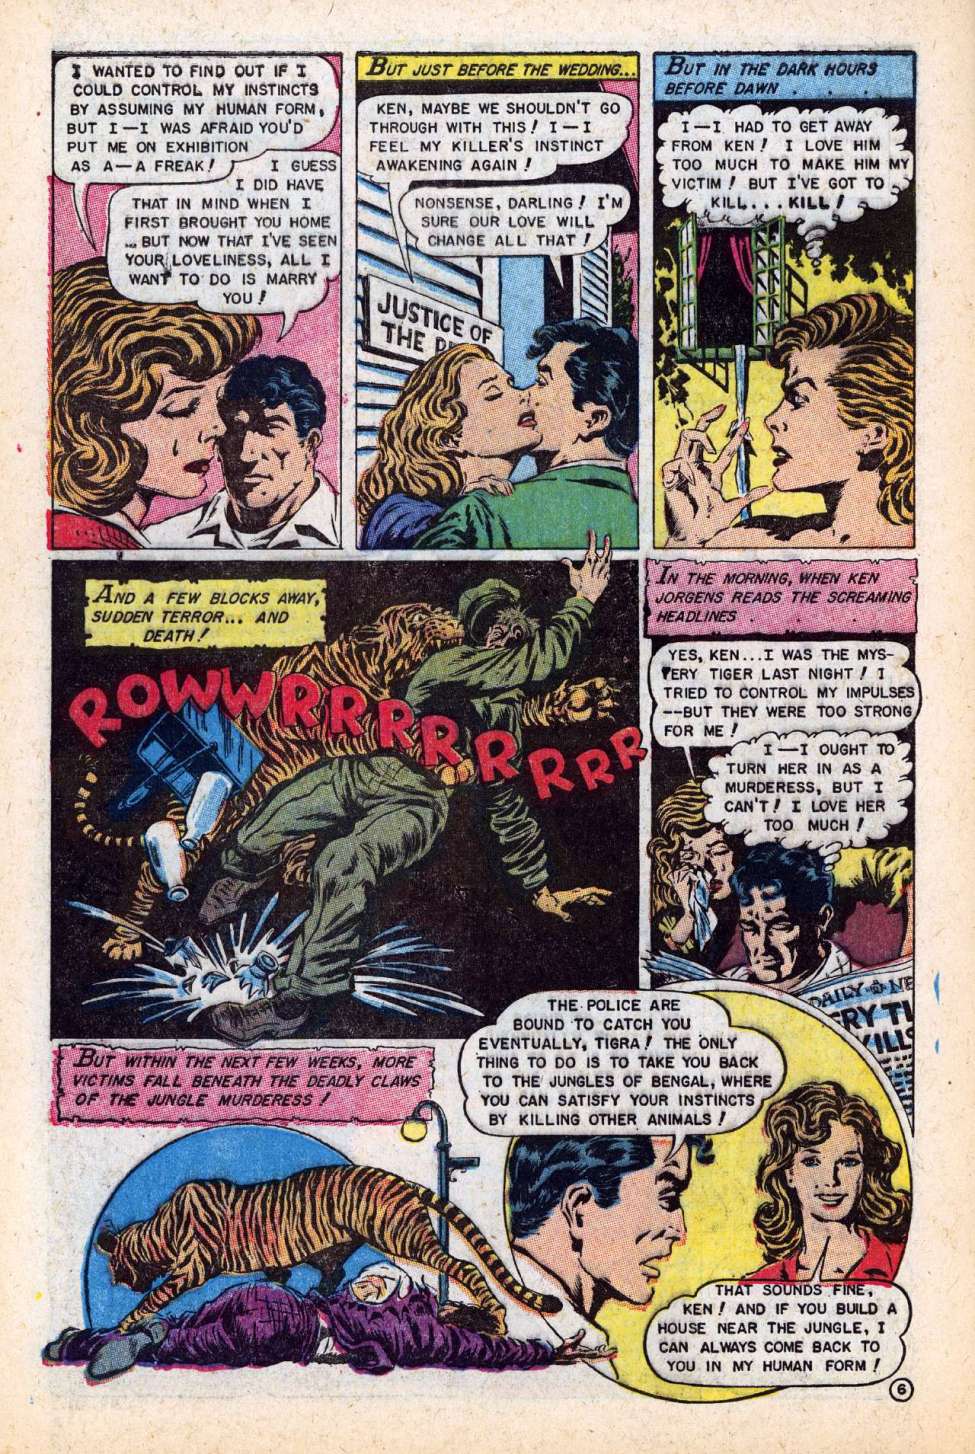 I WANTED TO FIND OUT IF I
COULD CONTROL MY INSTINCTS
BY ASSUMING MY HUMAN FORM,
BUT I—I WAS AFRAID YOU'D
PUT ME ON EXHIBITION
AS A—A FREAK!
I GUESS
I DID HAVE
THAT IN MIND WHEN I
FIRST BROUGHT YOU HOME
...BUT NOW THAT I'VE SEEN
YOUR LOVELINESS, ALL I
WANT TO DO IS MARRY
YOU!
BUT JUST BEFORE THE WEDDING...
KEN, MAYBE WE SHOULDN'T GO
THROUGH WITH THIS! I—I
FEEL MY KILLER'S INSTINCT
AWAKENING AGAIN!
NONSENSE, DARLING! I'M
SURE OUR LOVE WILL
CHANGE ALL THAT!
JUSTICE OF
THE PE
BUT IN THE DARK HOURS
BEFORE DAWN . . . .
I—I HAD TO GET AWAY
FROM KEN! I LOVE HIM
TOO MUCH TO MAKE HIM MY
VICTIM! BUT I'VE GOT TO
KILL...KILL!
AND A FEW BLOCKS AWAY,
SUDDEN TERROR... AND
DEATH!
ROWWRRRRRRRRR
IN THE MORNING, WHEN KEN
JORGENS READS THE SCREAMING
HEADLINES . . . .
YES, KEN...I WAS THE MYS-
TERY TIGER LAST NIGHT! I
TRIED TO CONTROL MY IMPULSES
--BUT THEY WERE TOO STRONG
FOR ME!
I—I OUGHT TO
TURN HER IN AS A
MURDERESS, BUT I
CAN'T! I LOVE HER
TOO MUCH!
DAILY NE
ERY TI
KILLS
BUT WITHIN THE NEXT FEW WEEKS, MORE
VICTIMS FALL BENEATH THE DEADLY CLAWS
OF THE JUNGLE MURDERESS!
THE POLICE ARE
BOUND TO CATCH YOU
EVENTUALLY, TIGRA! THE ONLY
THING TO DO IS TO TAKE YOU BACK
TO THE JUNGLES OF BENGAL, WHERE
YOU CAN SATISFY YOUR INSTINCTS
BY KILLING OTHER ANIMALS!
THAT SOUNDS FINE,
KEN! AND IF YOU BUILD A
HOUSE NEAR THE JUNGLE, I
CAN ALWAYS COME BACK TO
YOU IN MY HUMAN FORM!
6